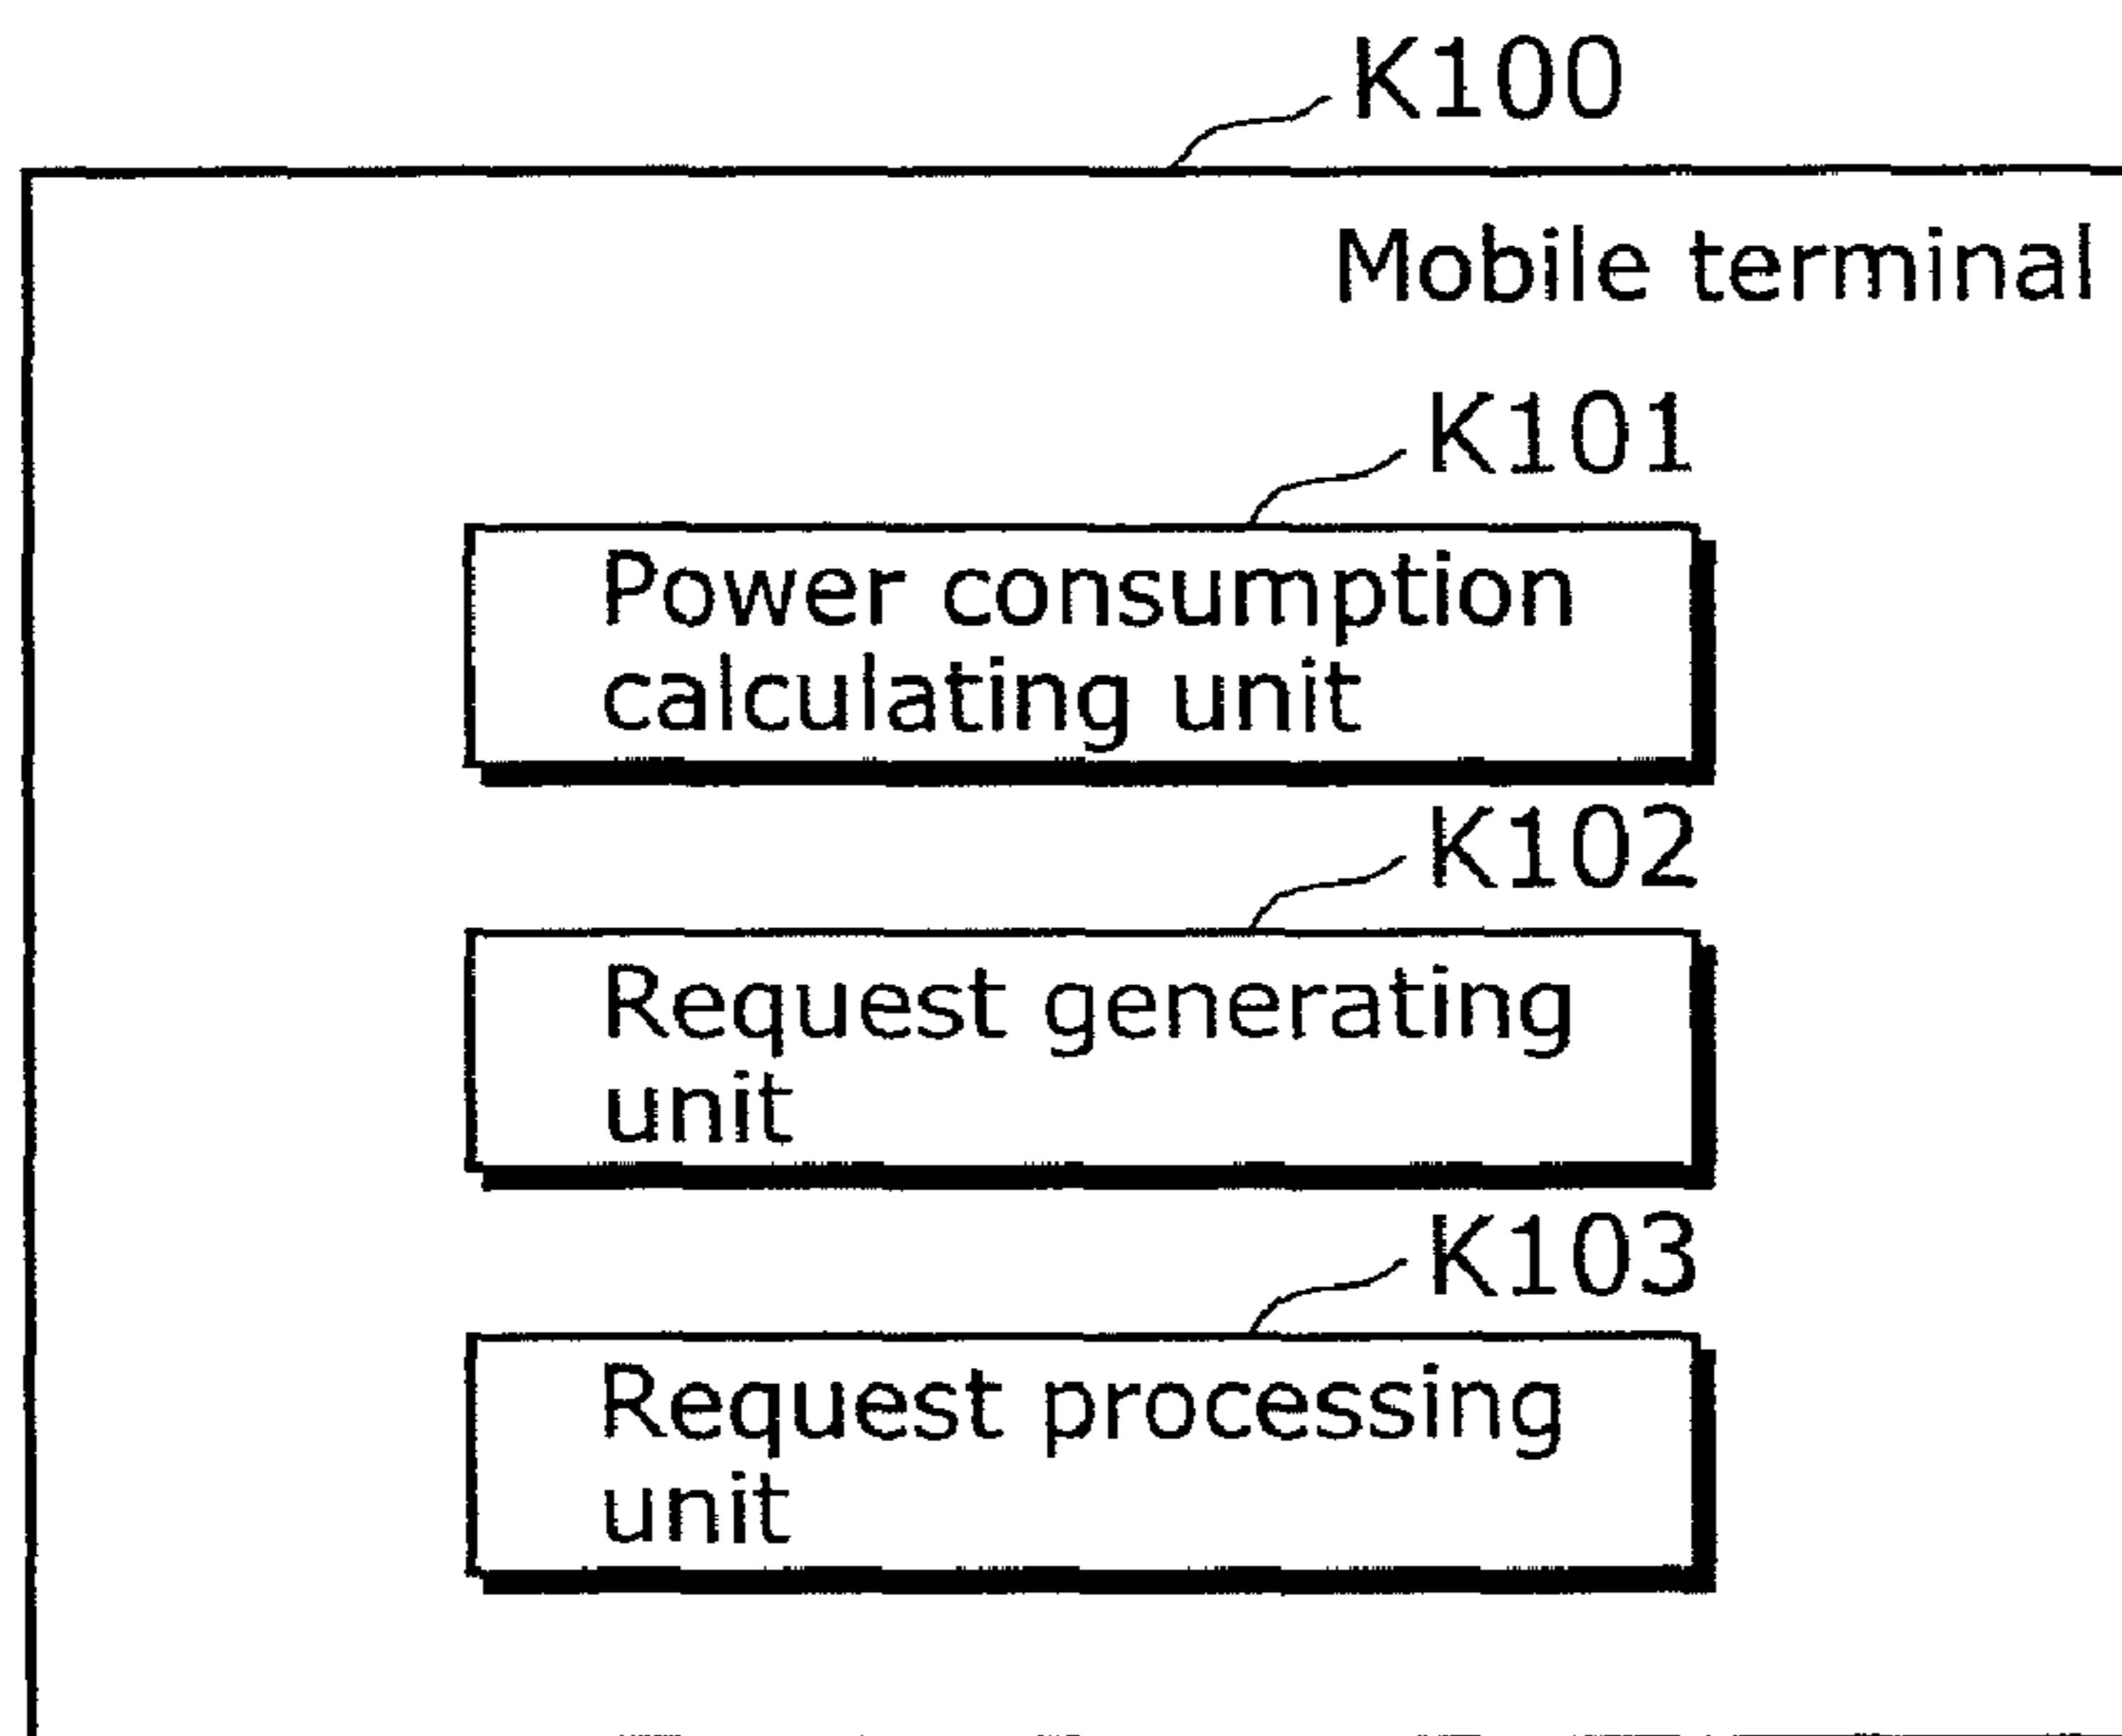 K100
Mobile terminal
K101
Power consumption
calculating unit
K102
Request generating
unit
K103
Request processing
unit